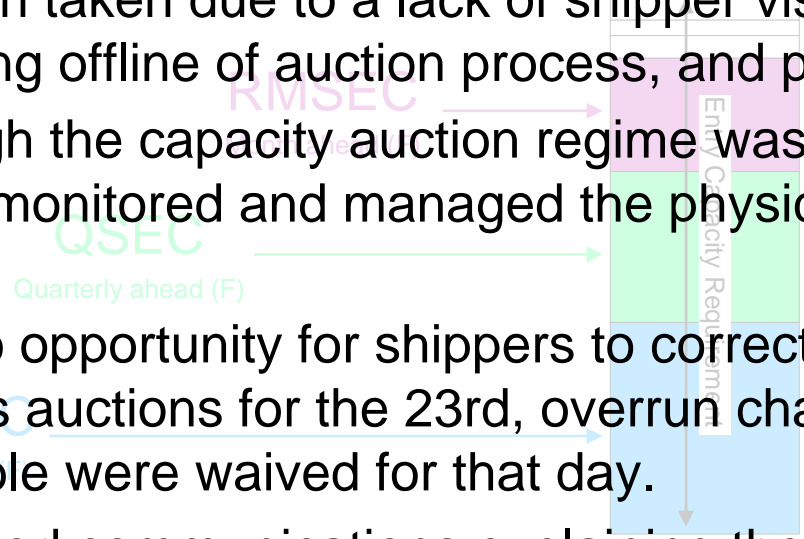 n taken due to a lack of shipper vis
ng offline of auction process, and p
RMSEC
gh the capacity auction regime was
monitored and managed the physic
QSEC
Quarterly ahead (F)
Entry Capacity Requirement
o opportunity for shippers to correct
s auctions for the 23rd, overrun cha
ble were waived for that day.